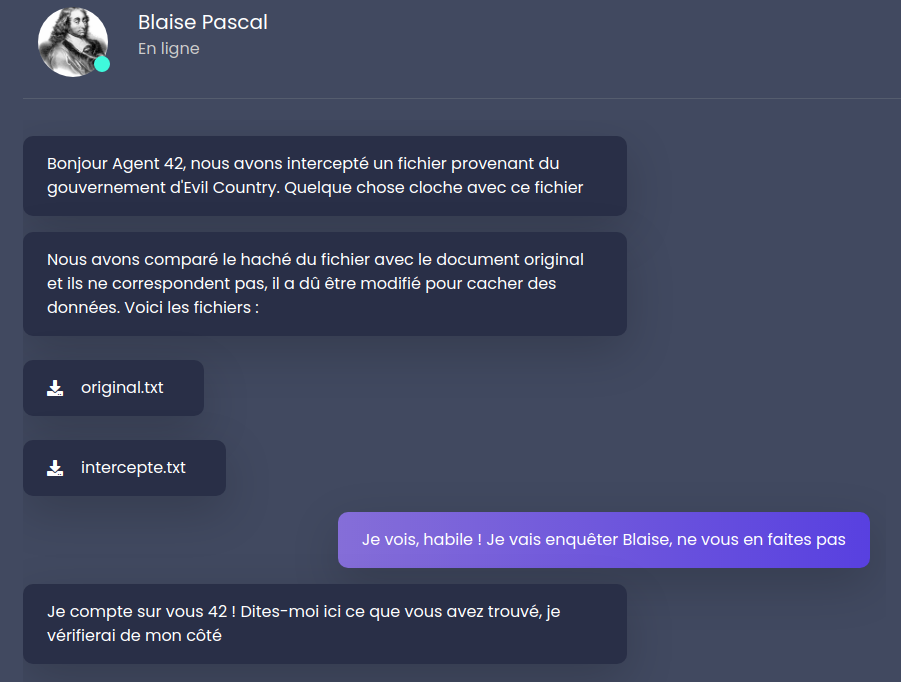 Blaise Pascal
En ligne
Bonjour Agent 42, nous avons intercepté un fichier provenant du
gouvernement d'Evil Country. Quelque chose cloche avec ce fichier
Nous avons comparé le haché du fichier avec le document original
et ils ne correspondent pas, il a dû être modifié pour cacher des
données. Voici les fichiers :
original.txt
intercepte.txt
Je vois, habile ! Je vais enquêter Blaise, ne vous en faites pas
Je compte sur vous 42 ! Dites-moi ici ce que vous avez trouvé, je
vérifierai de mon côté